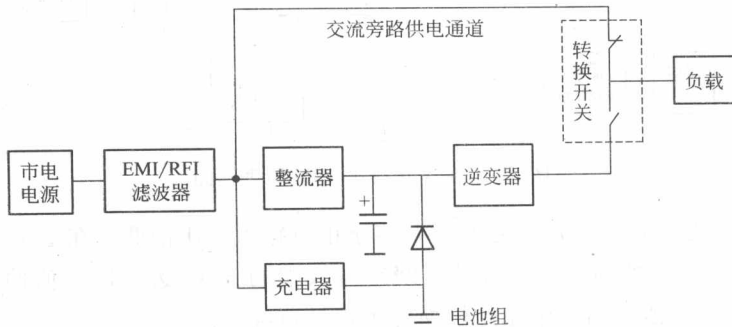 交流旁路供电通道
转
换
开
关
负载
市电
电源
EMI/RFI
滤波器
整流器
逆变器
+
充电器
电池组